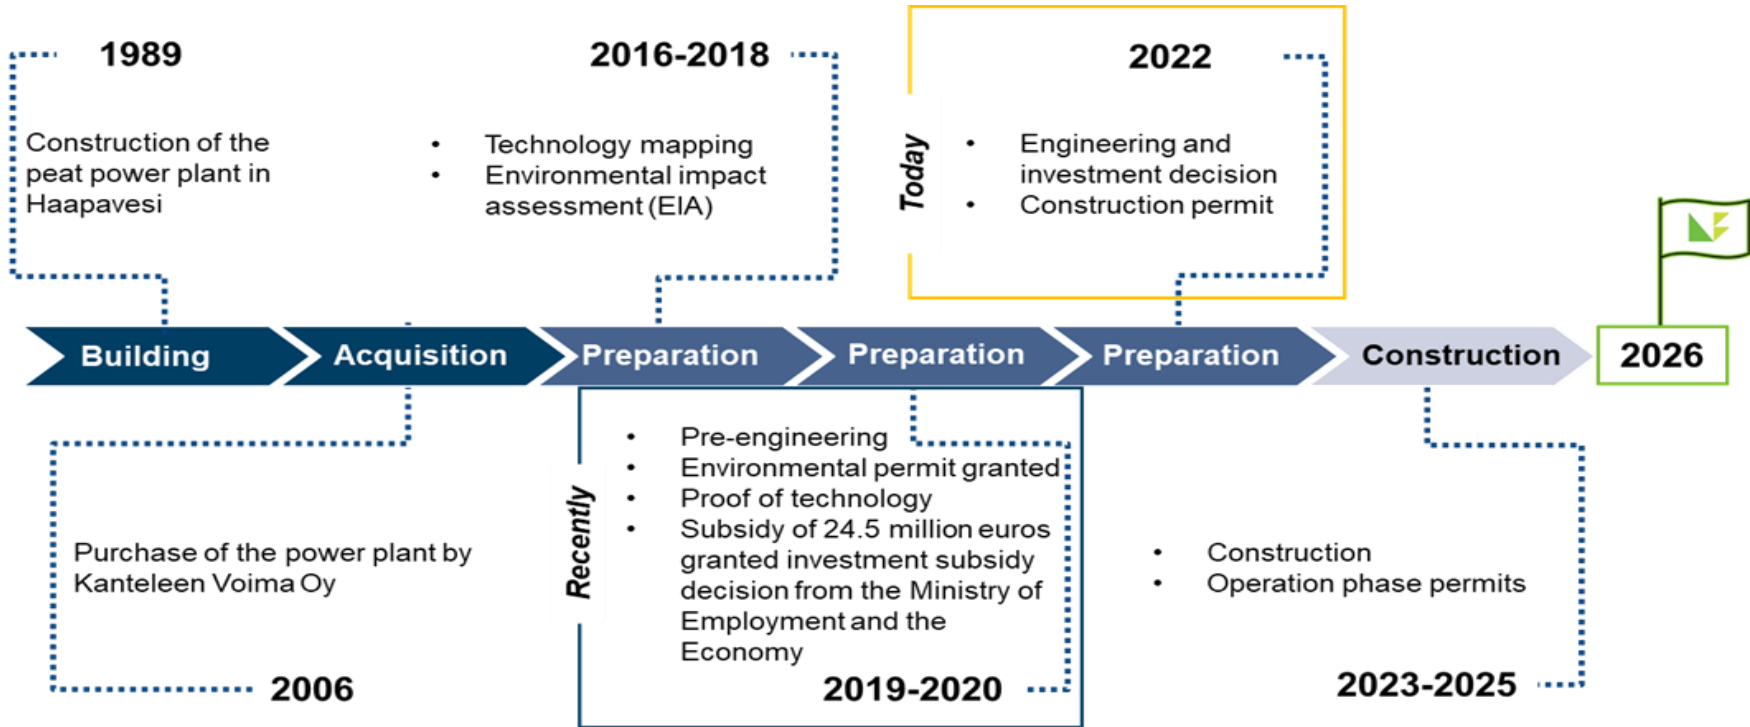 1989
Construction of the
peat power plant in
Haapavesi
2016-2018
• Technology mapping
• Environmental impact
assessment (EIA)
Today
2022
• Engineering and
investment decision
• Construction permit
Building
Acquisition
Preparation
Preparation
Preparation
Construction
2026
Purchase of the power plant by
Kanteleen Voima Oy
2006
Recently
• Pre-engineering
• Environmental permit granted
• Proof of technology
• Subsidy of 24.5 million euros
granted investment subsidy
decision from the Ministry of
Employment and the
Economy
2019-2020
• Construction
• Operation phase permits
2023-2025